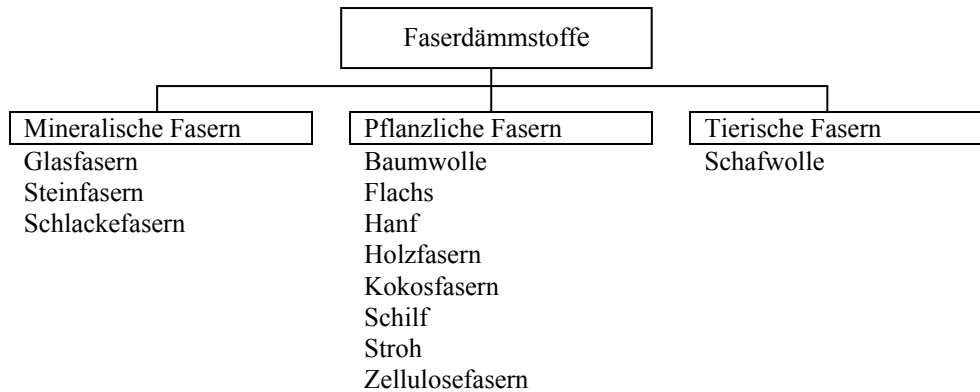 Faserdämmstoffe
Mineralische Fasern
Glasfasern
Steinfasern
Schlackefasern
Pflanzliche Fasern
Baumwolle
Flachs
Hanf
Holzfasern
Kokosfasern
Schilf
Stroh
Zellulosefasern
Tierische Fasern
Schafwolle